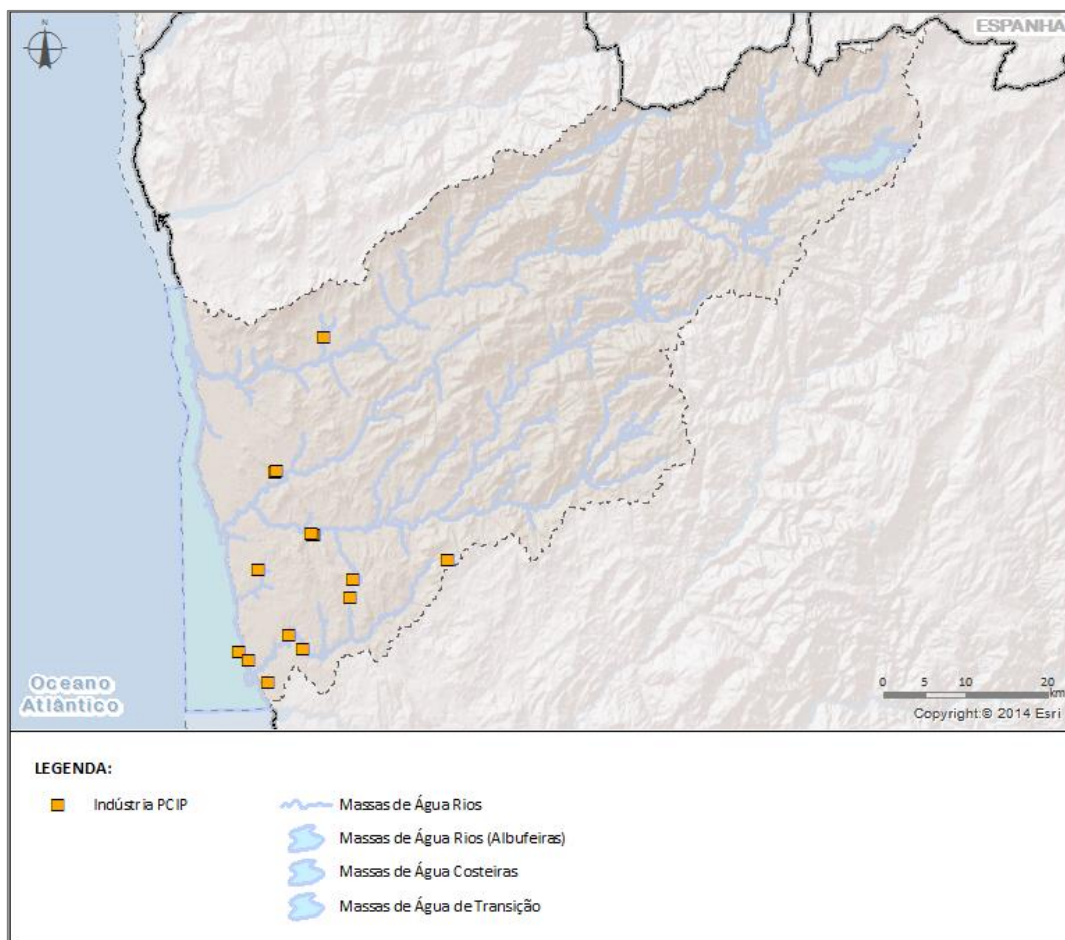 N
ESPANHA
Oceano
Atlântico
0 5 10 20
km
Copyright:© 2014 Esri
LEGENDA:
Indústria PCIP
Massas de Água Rios
Massas de Água Rios (Albufeiras)
Massas de Água Costeiras
Massas de Água de Transição